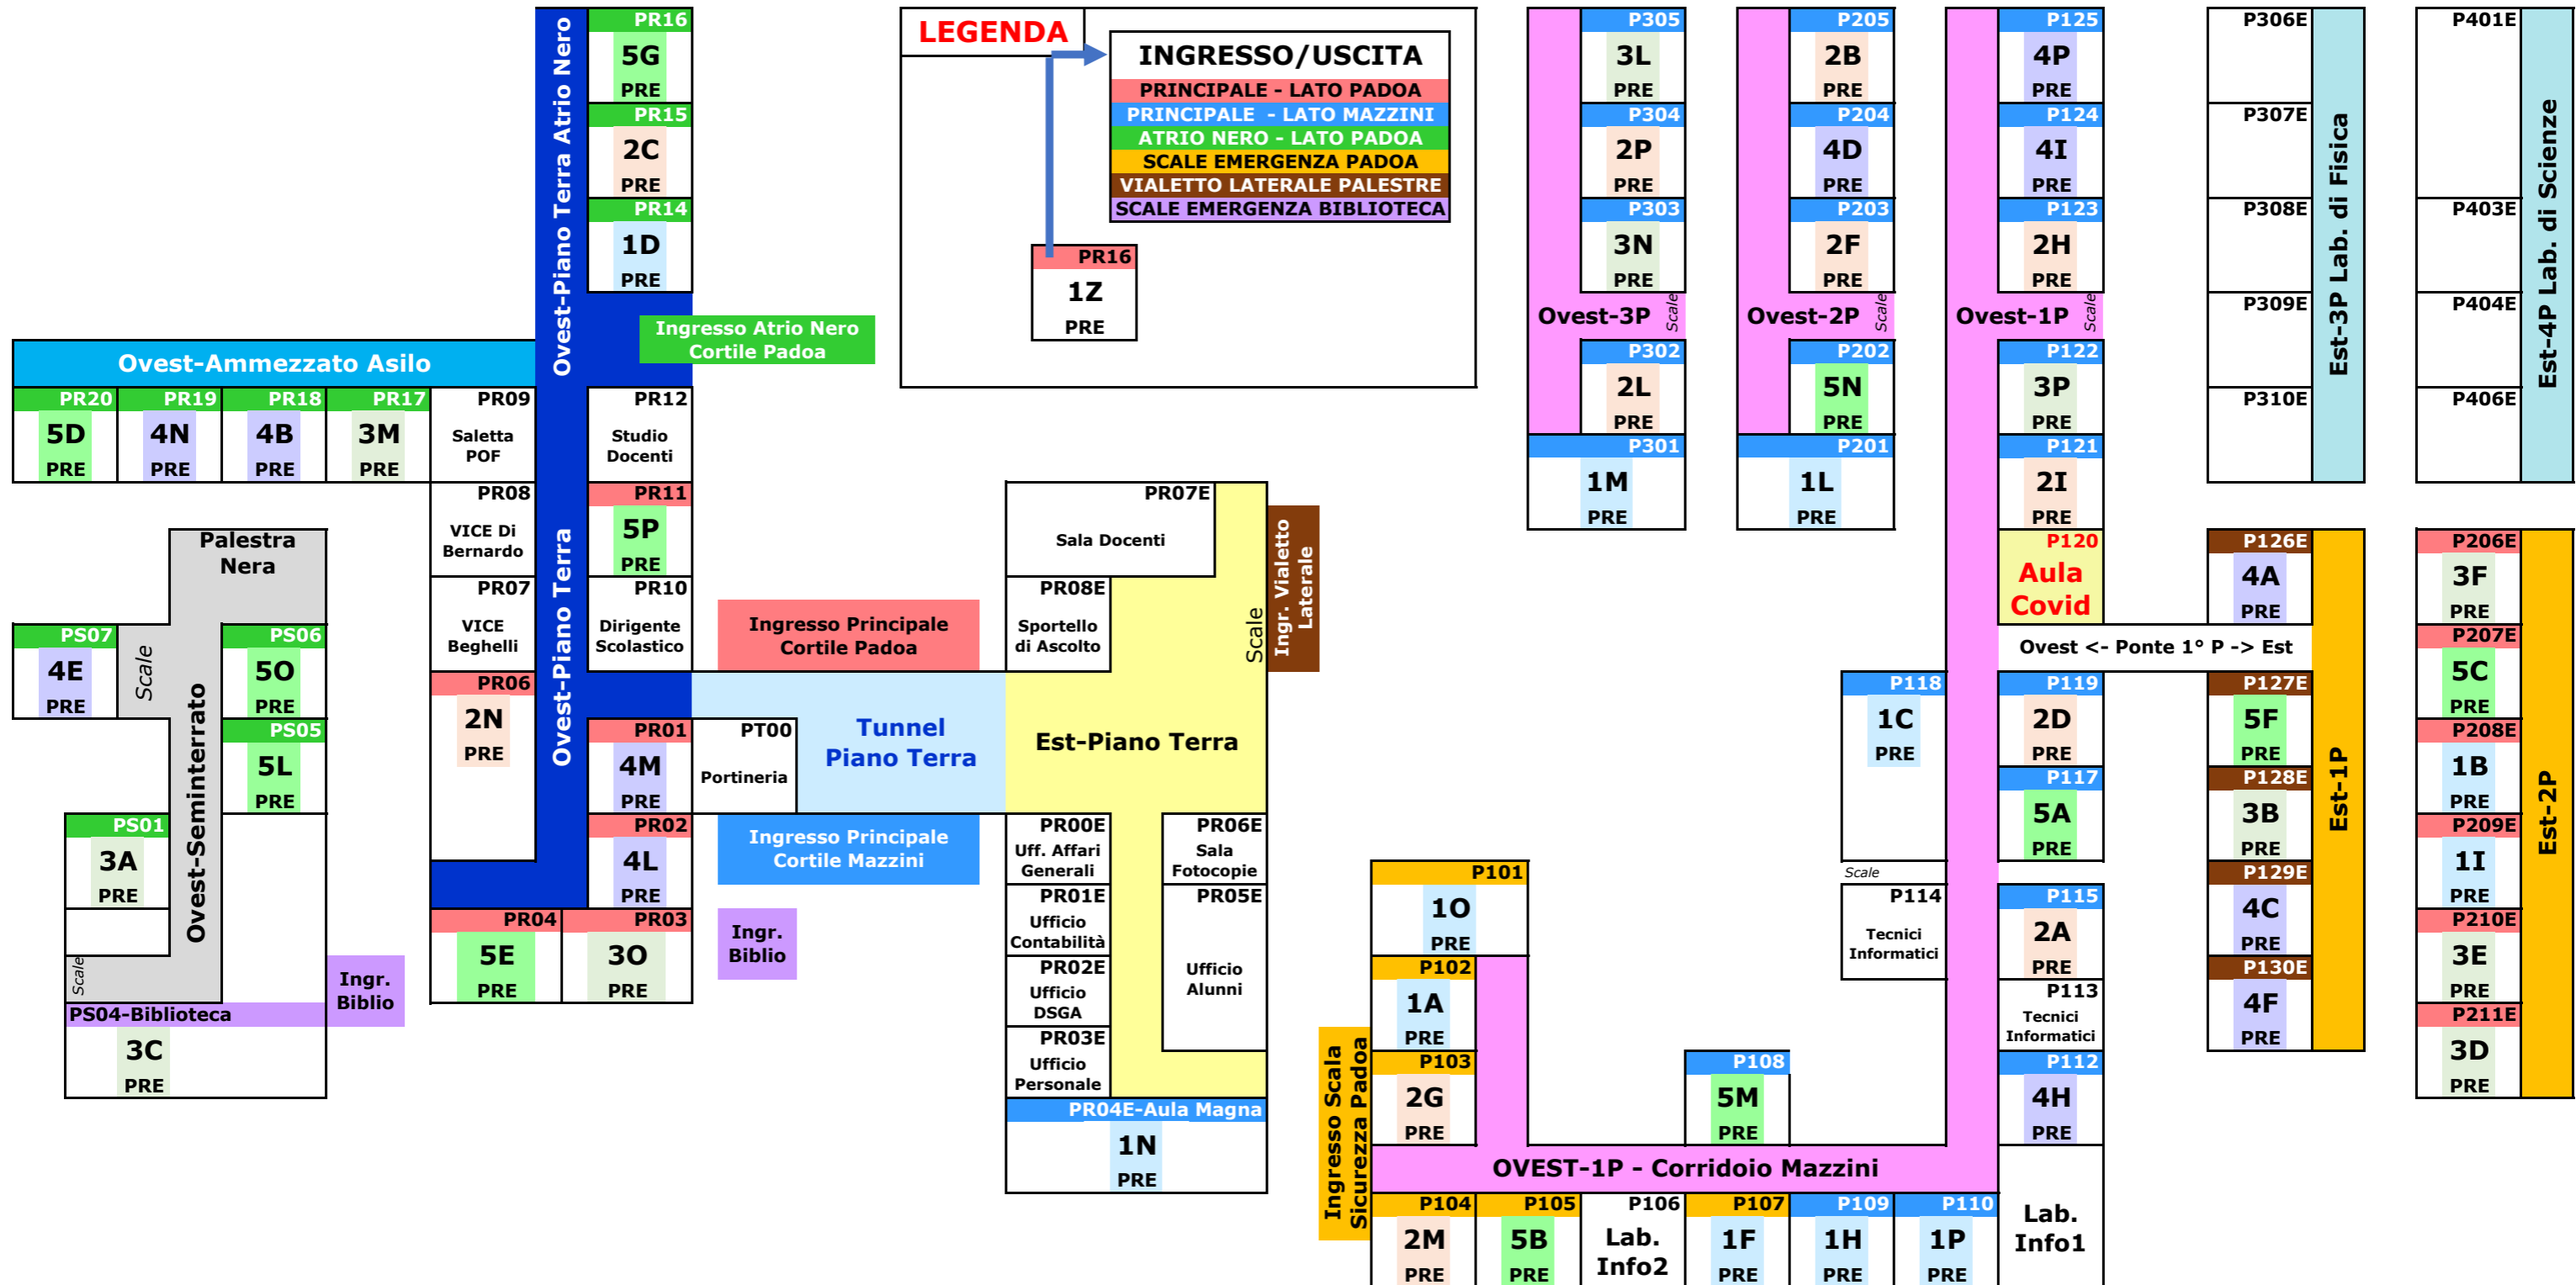 Ovest-Piano Terra Atrio Nero
PR16
5G
PRE
PR15
2C
PRE
PR14
1D
PRE
Ingresso Atrio Nero
Cortile Padoa
Ovest-Ammezzato Asilo
PR20
5D
PRE
PR19
4N
PRE
PR18
4B
PRE
PR17
3M
PRE
PR09
Saletta
POF
PR12
Studio
Docenti
PR08
VICE Di
Bernardo
PR11
5P
PRE
PR07
VICE
Beghelli
PR10
Dirigente
Scolastico
Ovest-Piano Terra
PR06
2N
PRE
PR01
4M
PRE
PR02
4L
PRE
PR04
5E
PRE
PR03
3O
PRE
Palestra
Nera
PS07
4E
PRE
Scale
PS06
5O
PRE
PS05
5L
PRE
Ovest-Seminterrato
PS01
3A
PRE
Scale
PS04-Biblioteca
3C
PRE
Ingr.
Biblio
Ingr.
Biblio
Ingresso Principale
Cortile Padoa
PT00
Portineria
Tunnel
Piano Terra
Ingresso Principale
Cortile Mazzini
LEGENDA
INGRESSO/USCITA
PRINCIPALE - LATO PADOA
PRINCIPALE - LATO MAZZINI
ATRIO NERO - LATO PADOA
SCALE EMERGENZA PADOA
VIALETTO LATERALE PALESTRE
SCALE EMERGENZA BIBLIOTECA
PR16
1Z
PRE
PR07E
Sala Docenti
PR08E
Sportello
di Ascolto
Scale
Ingr. Vialetto
Laterale
Est-Piano Terra
PR00E
Uff. Affari
Generali
PR06E
Sala
Fotocopie
PR01E
Ufficio
Contabilità
PR05E
Ufficio
Alunni
PR02E
Ufficio
DSGA
PR03E
Ufficio
Personale
PR04E-Aula Magna
1N
PRE
P305
3L
PRE
P304
2P
PRE
P303
3N
PRE
Ovest-3P
Scale
P302
2L
PRE
P301
1M
PRE
P205
2B
PRE
P204
4D
PRE
P203
2F
PRE
Ovest-2P
Scale
P202
5N
PRE
P201
1L
PRE
P125
4P
PRE
P124
4I
PRE
P123
2H
PRE
Ovest-1P
Scale
P122
3P
PRE
P121
2I
PRE
P120
Aula
Covid
Ovest <- Ponte 1° P -> Est
P118
1C
PRE
P119
2D
PRE
P117
5A
PRE
Scale
P114
Tecnici
Informatici
P115
2A
PRE
P113
Tecnici
Informatici
P112
4H
PRE
P101
1O
PRE
P102
1A
PRE
P103
2G
PRE
P108
5M
PRE
Ingresso Scala
Sicurezza Padoa
OVEST-1P - Corridoio Mazzini
P104
2M
PRE
P105
5B
PRE
P106
Lab.
Info2
P107
1F
PRE
P109
1H
PRE
P110
1P
PRE
Lab.
Info1
P306E
P307E
P308E
P309E
P310E
Est-3P Lab. di Fisica
P401E
P403E
P404E
P406E
Est-4P Lab. di Scienze
P126E
4A
PRE
P127E
5F
PRE
P128E
3B
PRE
P129E
4C
PRE
P130E
4F
PRE
Est-1P
P206E
3F
PRE
P207E
5C
PRE
P208E
1B
PRE
P209E
1I
PRE
P210E
3E
PRE
P211E
3D
PRE
Est-2P